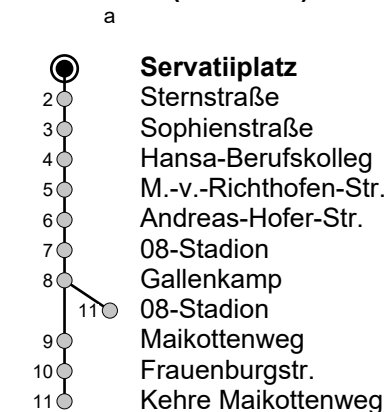 a
Servatiiplatz
2 Sternstraße
3 Sophienstraße
4 Hansa-Berufskolleg
5 M.-v.-Richthofen-Str.
6 Andreas-Hofer-Str.
7 08-Stadion
8 Gallenkamp
11 08-Stadion
9 Maikottenweg
10 Frauenburgstr.
11 Kehre Maikottenweg